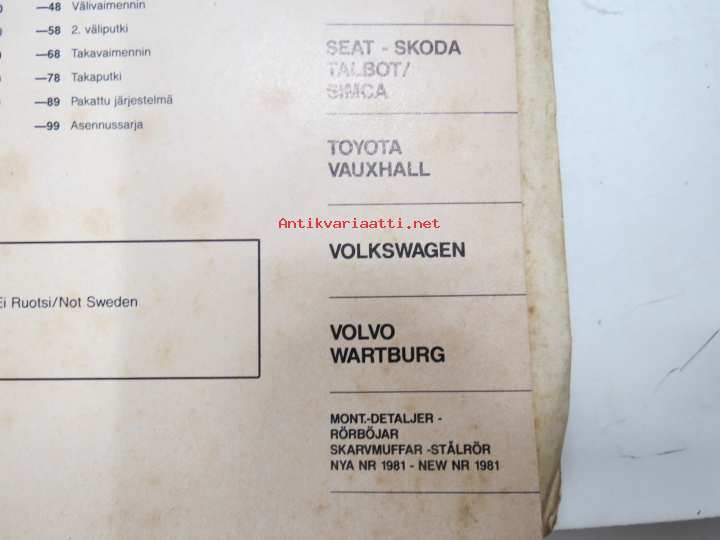 —48 Välivaimennin
—58 2. väliputki
—68 Takavaimennin
—78 Takaputki
—89 Pakattu järjestelmä
—99 Asennussarja
Ei Ruotsi/Not Sweden
SEAT - SKODA
TALBOT/
SIMCA
TOYOTA
VAUXHALL
Antikvariaatti.net
VOLKSWAGEN
VOLVO
WARTBURG
MONT.-DETALJER -
RÖRBÖJAR
SKARVMUFFAR -STÅLRÖR
NYA NR 1981 - NEW NR 1981